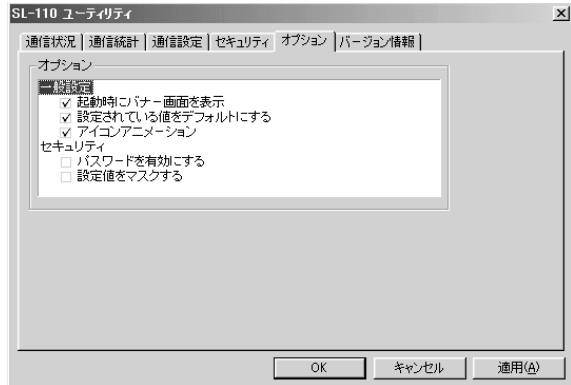 SL-110 ユーティリティ
通信状況 通信統計 通信設定 セキュリティ オプション バージョン情報
オプション
一般設定
起動時にバナー画面を表示
設定されている値をデフォルトにする
アイコンアニメーション
セキュリティ
パスワードを有効にする
設定値をマスクする
OK キャンセル 適用(A)